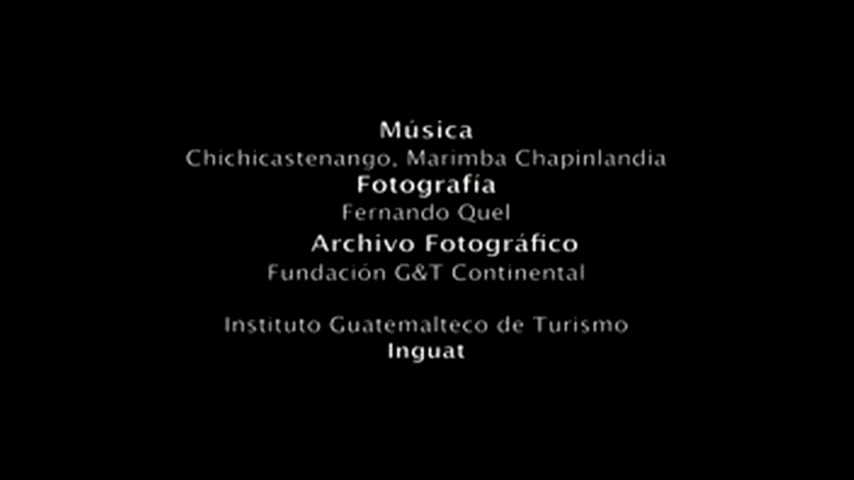 Música
Chichicastenango, Marimba Chapinlandia
Fotografía
Fernando Quel
Archivo Fotográfico
Fundación G&T Continental
Instituto Guatemalteco de Turismo
Inguat